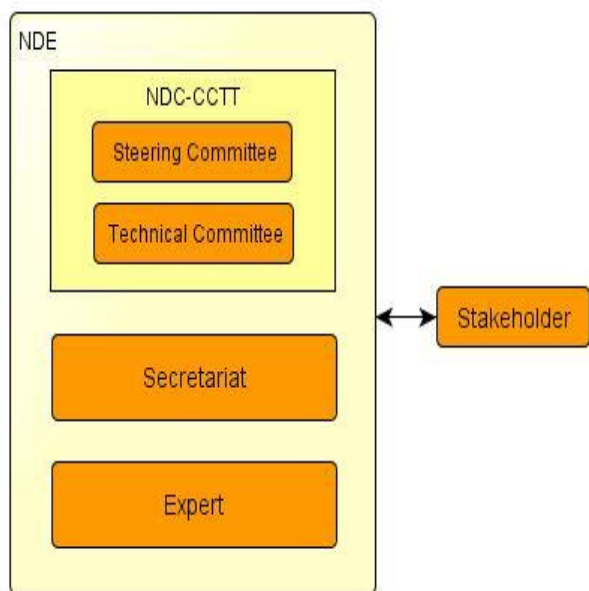 NDE
NDC-CCTT
Steering Committee
Technical Committee
Stakeholder
Secretariat
Expert